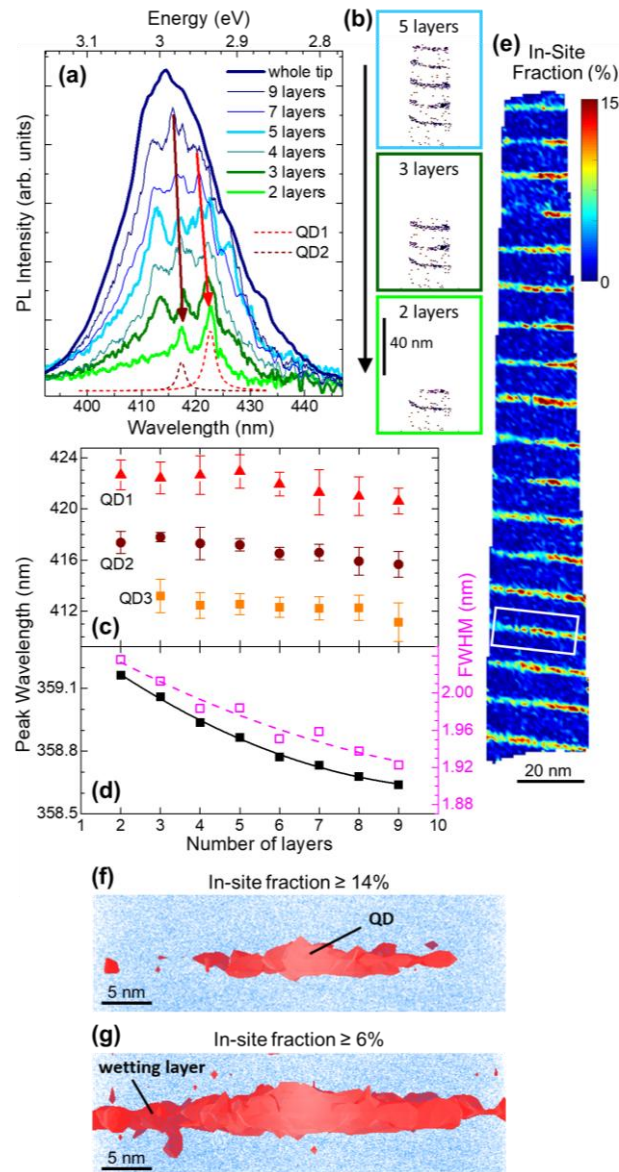 Energy (eV)
3.1 3 2.9 2.8
(a)
whole tip
9 layers
7 layers
5 layers
4 layers
3 layers
2 layers
QD1
QD2
PL Intensity (arb. units)
400 410 420 430 440
Wavelength (nm)
(b)
5 layers
3 layers
2 layers
40 nm
(e)
In-Site
Fraction (%)
15
0
20 nm
424
422
420
418
416
414
412
QD1
QD2
QD3
(c)
Peak Wavelength (nm)
359.1
358.8
358.5
(d)
FWHM (nm)
2.00
1.96
1.92
1.88
1 2 3 4 5 6 7 8 9 10
Number of layers
(f)
In-site fraction ≥ 14%
QD
5 nm
(g)
In-site fraction ≥ 6%
wetting layer
5 nm